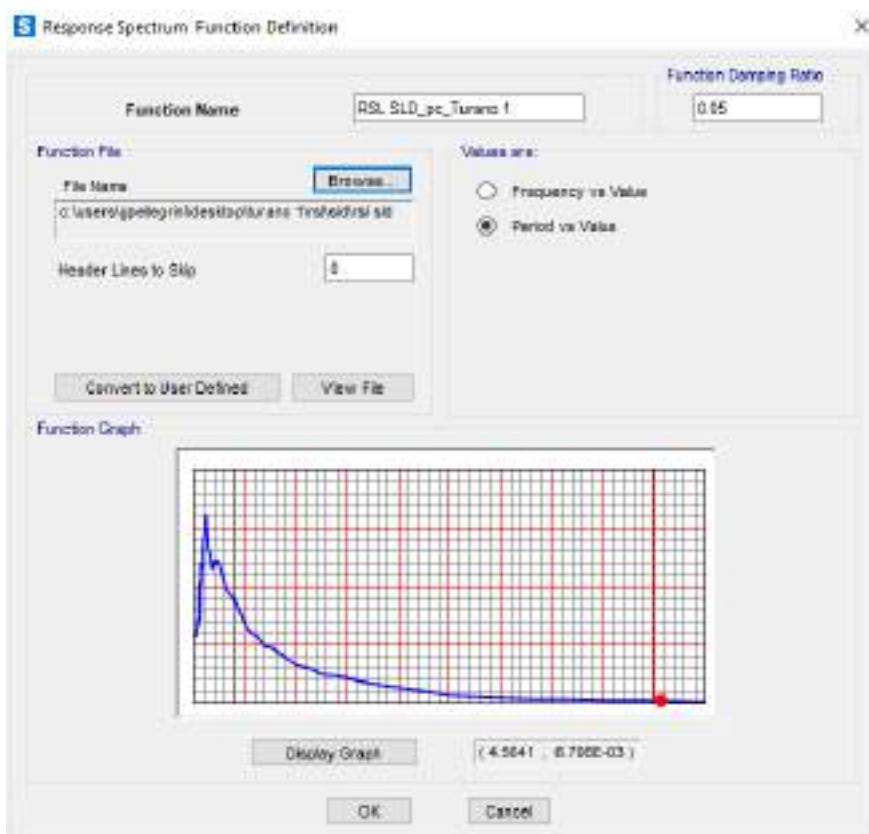 Response Spectrum Function Definition
Function Damping Ratio
Function Name
RSL SLD_pc_Turano 1
0.05
Function File
Values are:
File Name
Browse...
Frequency vs Value
Period vs Value
Header Lines to Skip
Convert to User Defined
View File
Function Graph
Display Graph
OK
Cancel